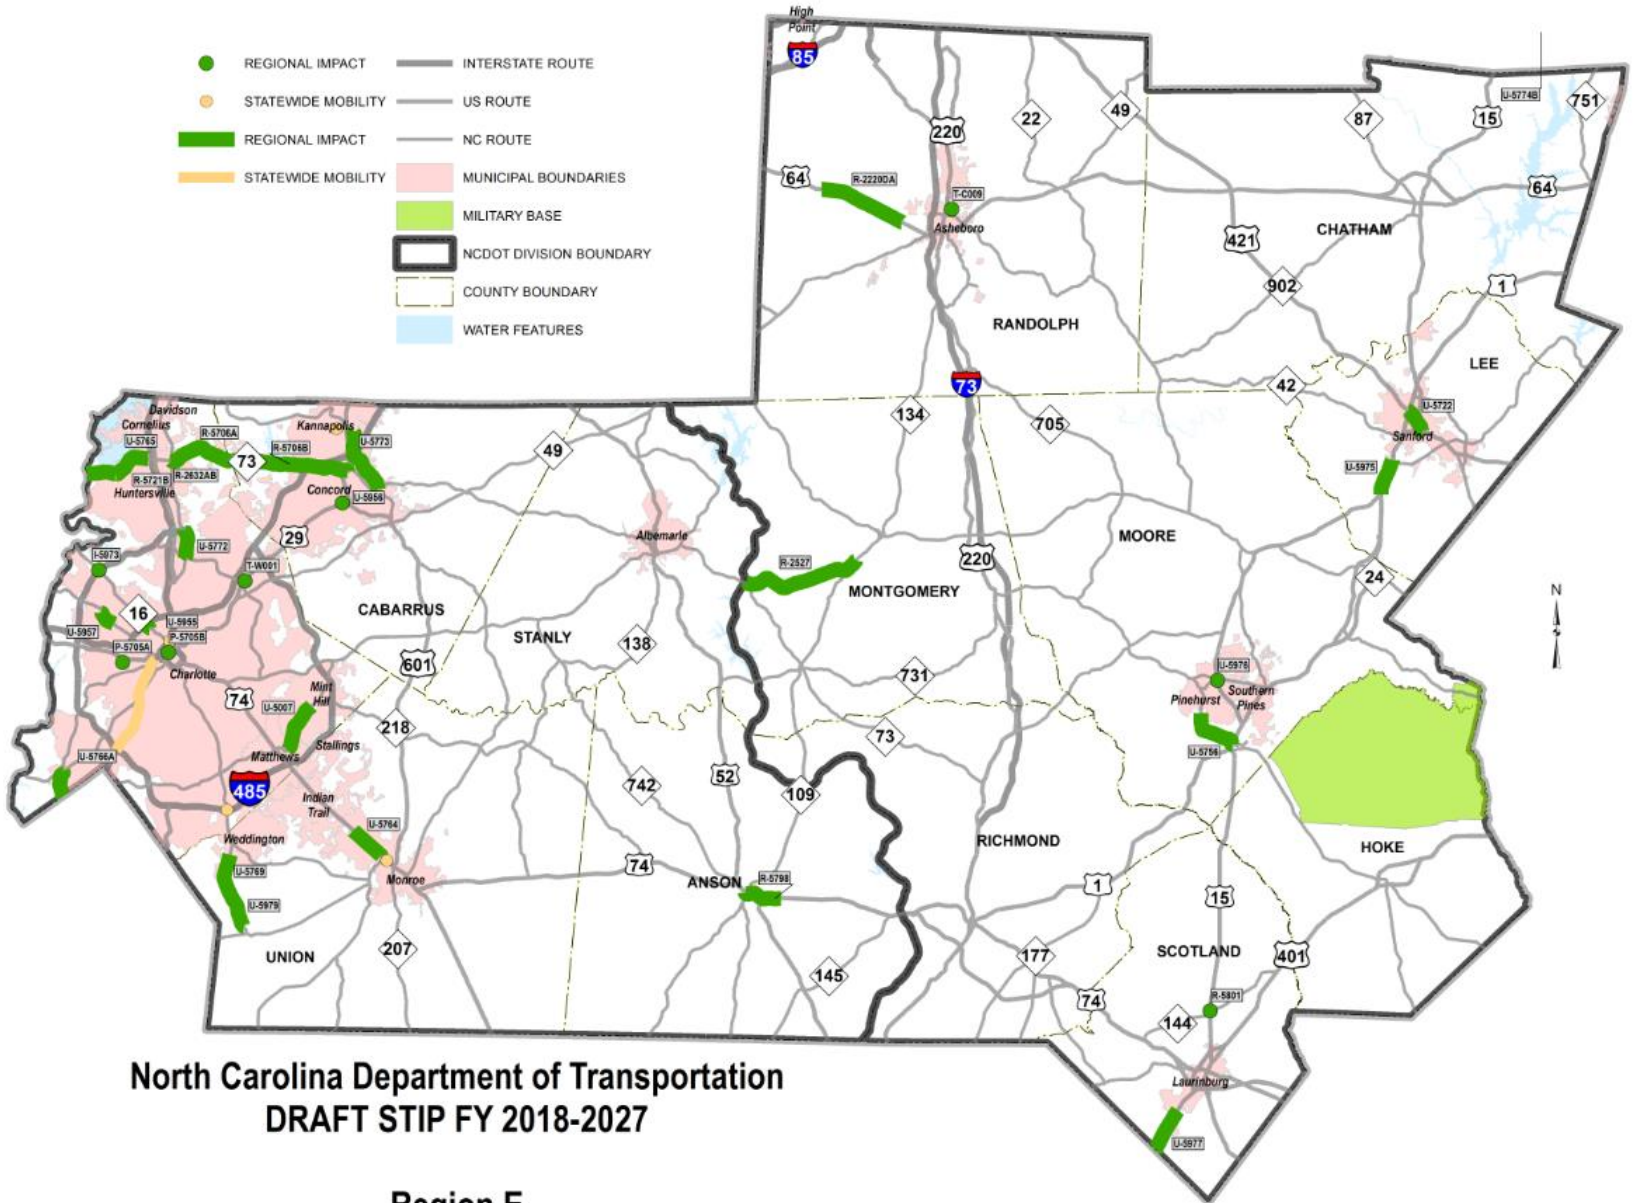 High
Point
85
REGIONAL IMPACT
INTERSTATE ROUTE
STATEWIDE MOBILITY
US ROUTE
REGIONAL IMPACT
NC ROUTE
STATEWIDE MOBILITY
MUNICIPAL BOUNDARIES
MILITARY BASE
NCDOT DIVISION BOUNDARY
COUNTY BOUNDARY
WATER FEATURES
220
22
49
87
15
U-5774B
751
64
R-2220DA
T-C009
Asheboro
64
421
CHATHAM
902
1
RANDOLPH
LEE
73
42
134
705
U-5722
Sanford
U-5975
Davidson
Cornelius
U-5765
R-5706A
Kannapolis
U-5773
R-5706B
73
49
R-5721B
R-2632AB
Huntersville
Concord
U-5956
29
Albemarle
MOORE
I-5973
U-5772
T-W001
220
R-2527
MONTGOMERY
24
N
16
CABARRUS
U-5957
U-5955
P-5705B
P-5705A
STANLY
138
Charlotte
601
731
U-5976
Pinehurst
Southern
Pines
74
Mint
Hill
U-5007
218
73
Stallings
U-5766A
Matthews
U-5756
485
52
742
109
Indian
Trail
Weddington
U-5764
RICHMOND
HOKE
U-5769
Monroe
74
ANSON
R-5798
1
15
U-5979
UNION
207
145
177
SCOTLAND
401
74
R-5801
144
Laurinburg
U-5977
North Carolina Department of Transportation
DRAFT STIP FY 2018-2027
Region E